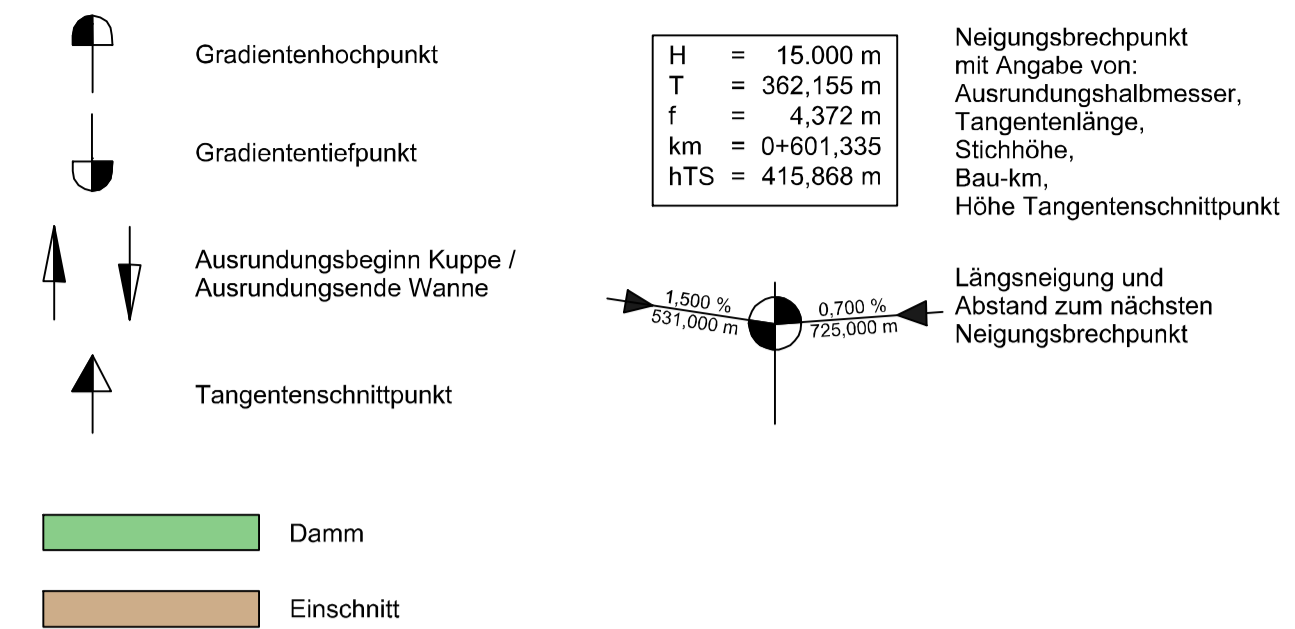 Gradientenhochpunkt
Gradiententiefpunkt
Ausrundungsbeginn Kuppe /
Ausrundungsende Wanne
Tangentenschnittpunkt
Damm
Einschnitt
H = 15.000 m
T = 362,155 m
f = 4,372 m
km = 0+601,335
hTS = 415,868 m
Neigungsbrechpunkt
mit Angabe von:
Ausrundungshalbmesser,
Tangentenlänge,
Stichhöhe,
Bau-km,
Höhe Tangentenschnittpunkt
1,500 %
531,000 m
0,700 %
725,000 m
Längsneigung und
Abstand zum nächsten
Neigungsbrechpunkt